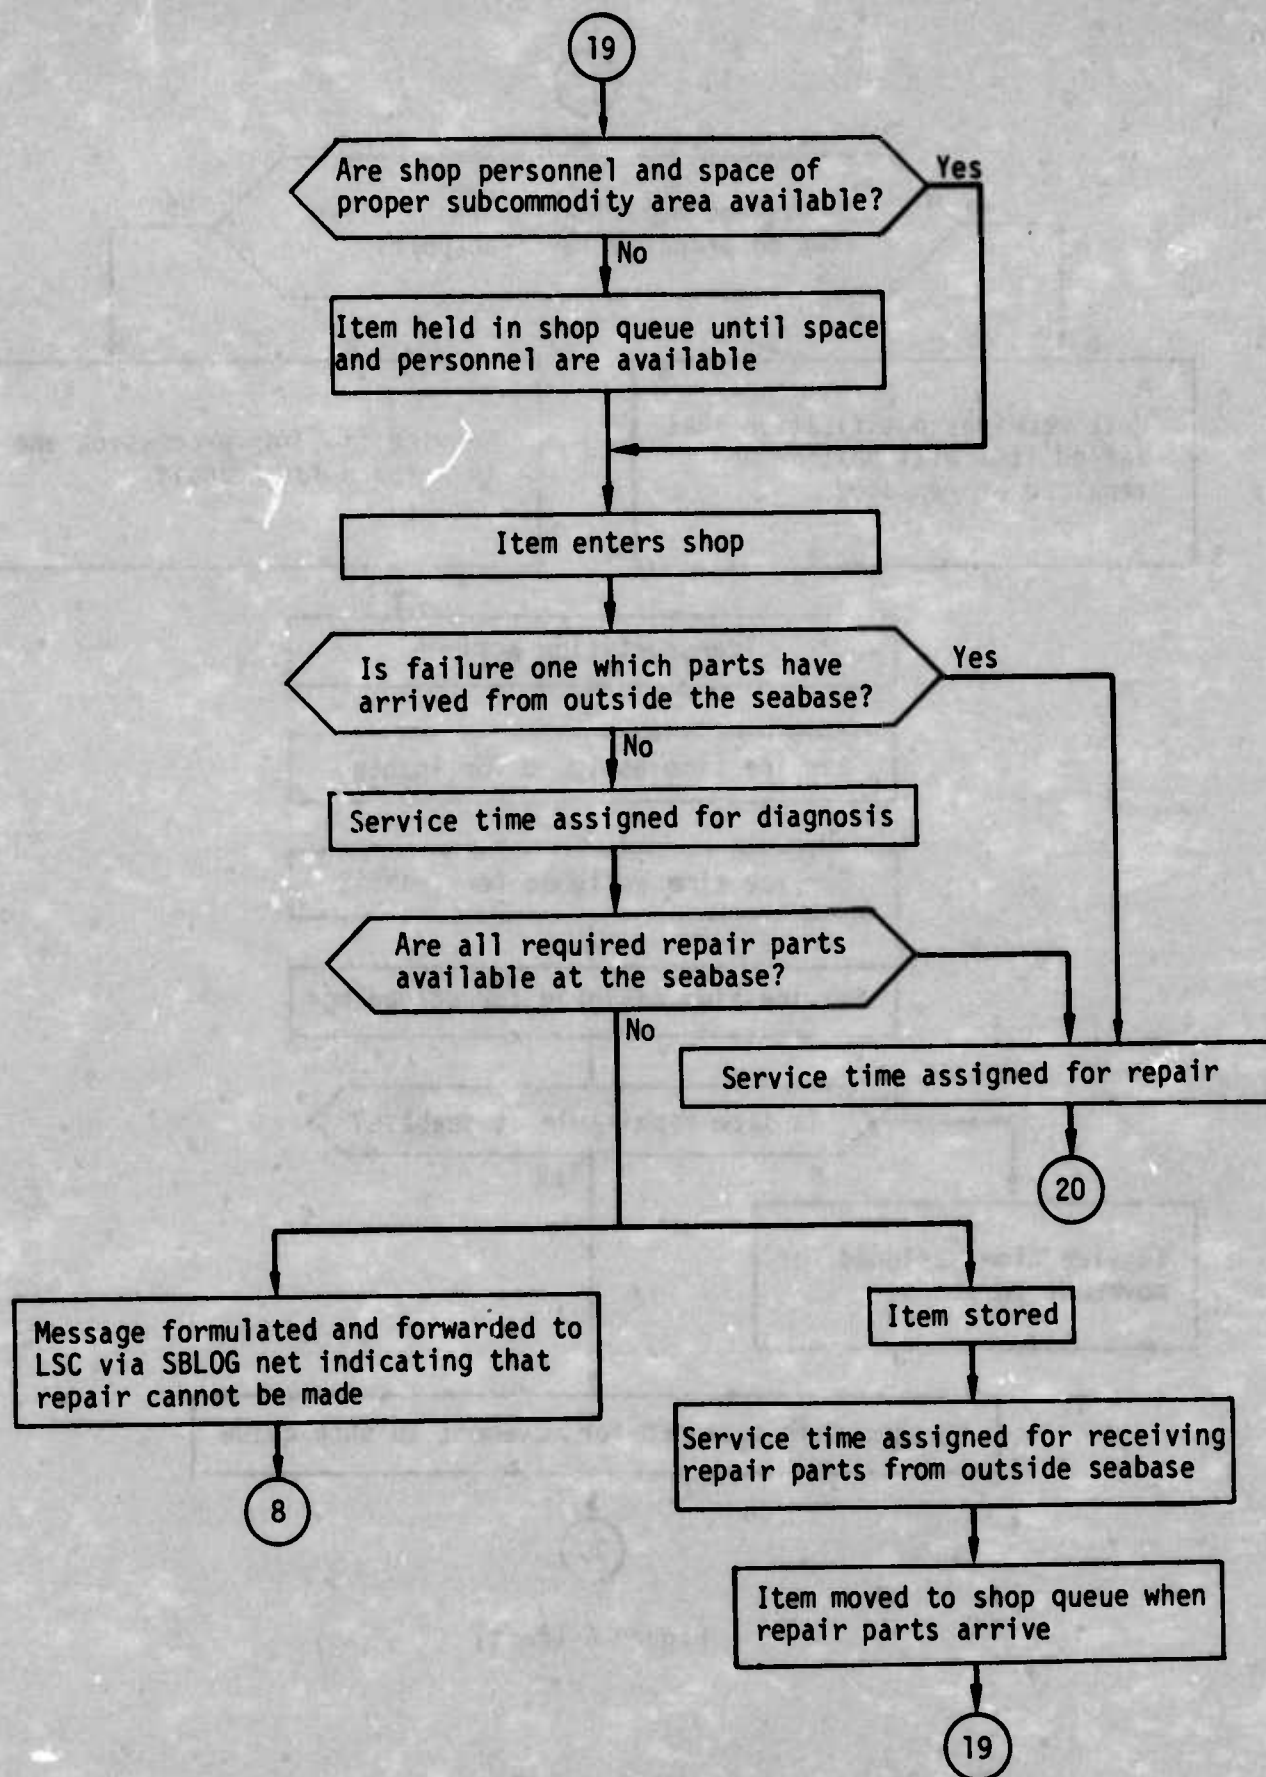 19
Are shop personnel and space of
proper subcommodity area available?
Yes
No
Item held in shop queue until space
and personnel are available
Item enters shop
Is failure one which parts have
arrived from outside the seabase?
Yes
No
Service time assigned for diagnosis
Are all required repair parts
available at the seabase?
No
Service time assigned for repair
20
Message formulated and forwarded to
LSC via SBLOG net indicating that
repair cannot be made
8
Item stored
Service time assigned for receiving
repair parts from outside seabase
Item moved to shop queue when
repair parts arrive
19